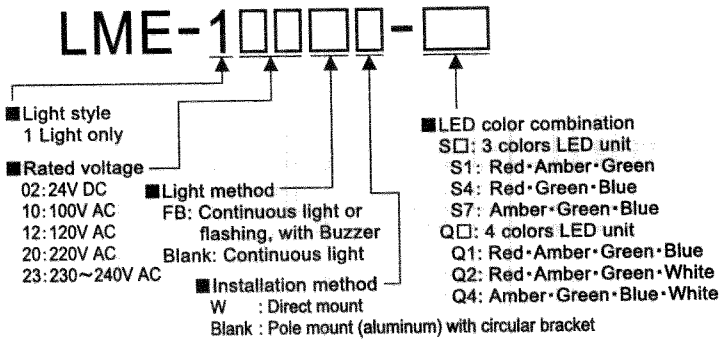 LME-1□□□□-□
■Light style
1 Light only
■Rated voltage
02:24V DC
10:100V AC
12:120V AC
20:220V AC
23:230～240V AC
■Light method
FB: Continuous light or
flashing, with Buzzer
Blank: Continuous light
■Installation method
W : Direct mount
Blank : Pole mount (aluminum) with circular bracket
■LED color combination
S□: 3 colors LED unit
S1: Red·Amber·Green
S4: Red·Green·Blue
S7: Amber·Green·Blue
Q□: 4 colors LED unit
Q1: Red·Amber·Green·Blue
Q2: Red·Amber·Green·White
Q4: Amber·Green·Blue·White